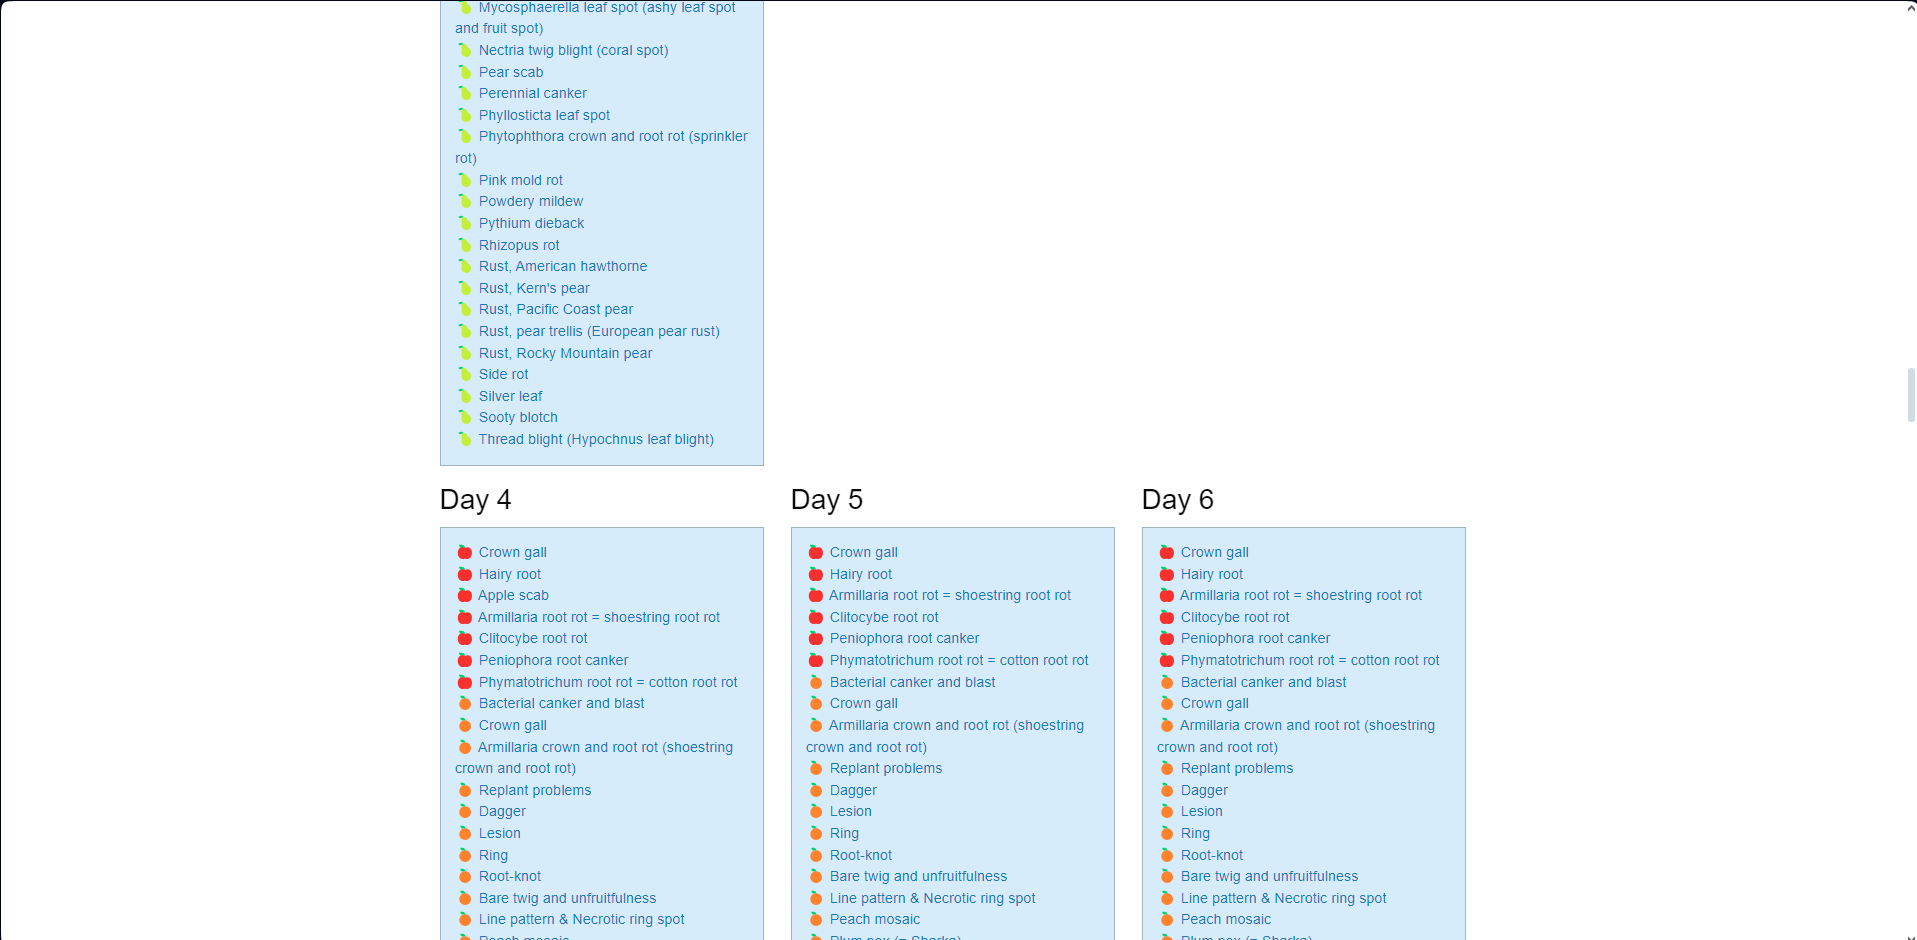 Mycosphaerella leaf spot (ashy leaf spot
and fruit spot)
Nectria twig blight (coral spot)
Pear scab
Perennial canker
Phyllosticta leaf spot
Phytophthora crown and root rot (sprinkler
rot)
Pink mold rot
Powdery mildew
Pythium dieback
Rhizopus rot
Rust, American hawthorne
Rust, Kern's pear
Rust, Pacific Coast pear
Rust, pear trellis (European pear rust)
Rust, Rocky Mountain pear
Side rot
Silver leaf
Sooty blotch
Thread blight (Hypochnus leaf blight)
Day 4
Crown gall
Hairy root
Apple scab
Armillaria root rot = shoestring root rot
Clitocybe root rot
Peniophora root canker
Phymatotrichum root rot = cotton root rot
Bacterial canker and blast
Crown gall
Armillaria crown and root rot (shoestring
crown and root rot)
Replant problems
Dagger
Lesion
Ring
Root-knot
Bare twig and unfruitfulness
Line pattern & Necrotic ring spot
Peach mosaic
Day 5
Crown gall
Hairy root
Armillaria root rot = shoestring root rot
Clitocybe root rot
Peniophora root canker
Phymatotrichum root rot = cotton root rot
Bacterial canker and blast
Crown gall
Armillaria crown and root rot (shoestring
crown and root rot)
Replant problems
Dagger
Lesion
Ring
Root-knot
Bare twig and unfruitfulness
Line pattern & Necrotic ring spot
Peach mosaic
Plum pox (= Sharka)
Day 6
Crown gall
Hairy root
Armillaria root rot = shoestring root rot
Clitocybe root rot
Peniophora root canker
Phymatotrichum root rot = cotton root rot
Bacterial canker and blast
Crown gall
Armillaria crown and root rot (shoestring
crown and root rot)
Replant problems
Dagger
Lesion
Ring
Root-knot
Bare twig and unfruitfulness
Line pattern & Necrotic ring spot
Peach mosaic
Plum pox (= Sharka)